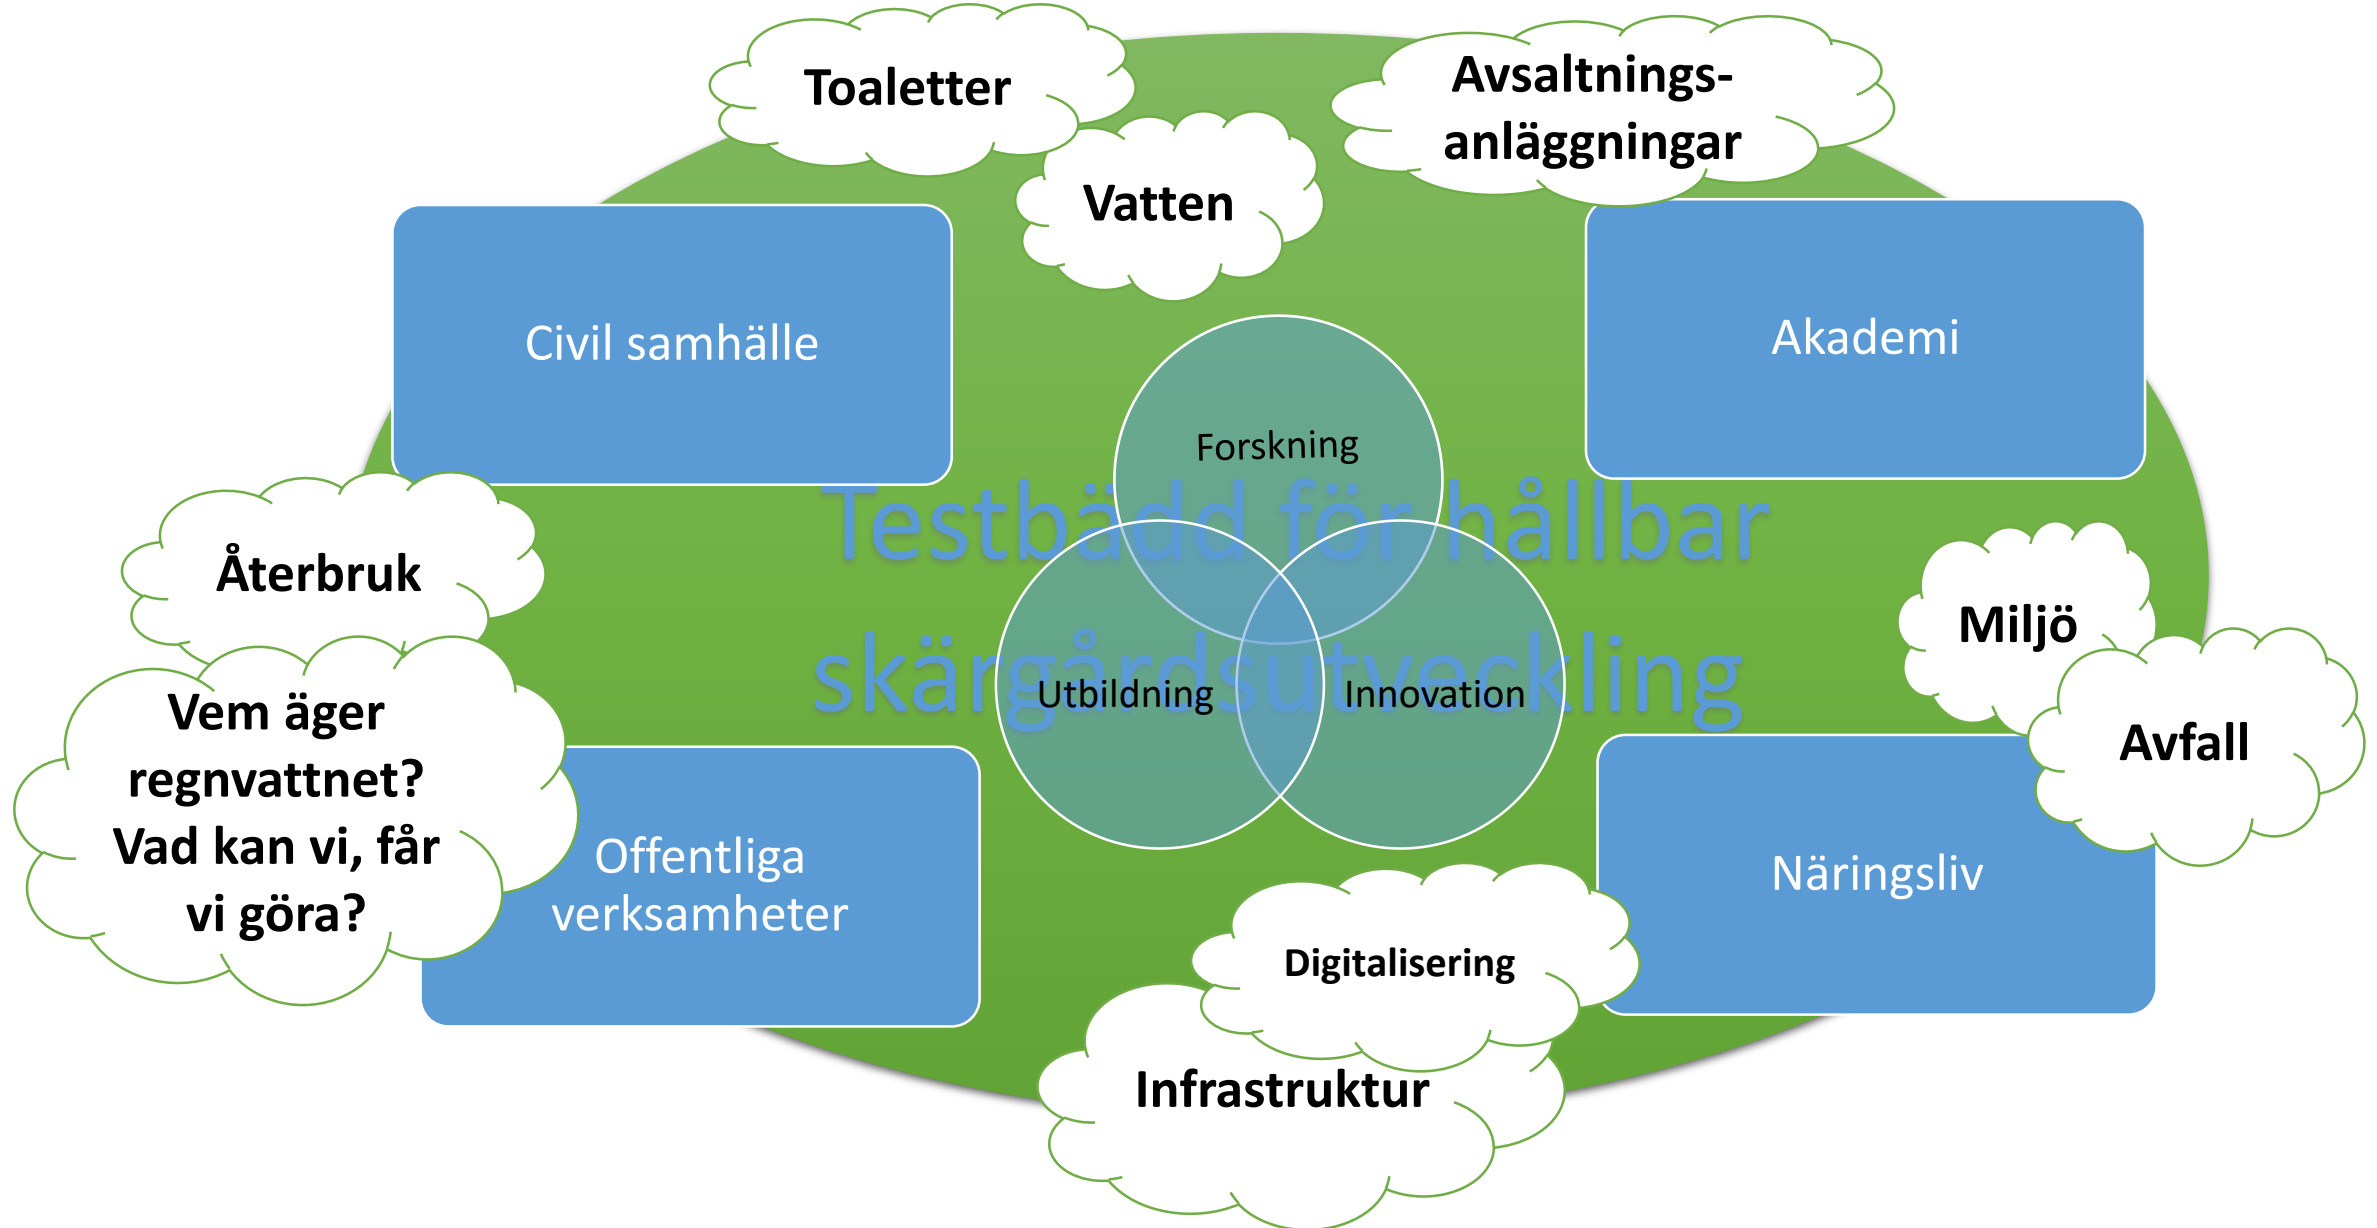 Toaletter
Avsaltnings-
anläggningar
Vatten
Civil samhälle
Akademi
Forskning
Testbädd för hållbar
skärgårdsutveckling
Utbildning
Innovation
Återbruk
Miljö
Vem äger
regnvattnet?
Vad kan vi, får
vi göra?
Avfall
Offentliga
verksamheter
Näringsliv
Digitalisering
Infrastruktur